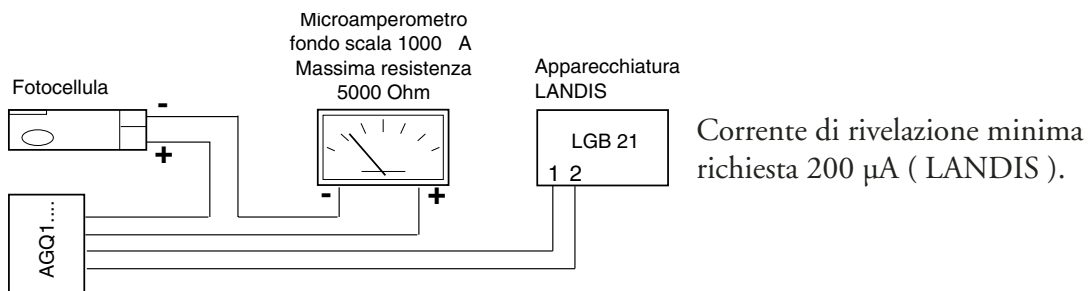 Microamperometro
fondo scala 1000 A
Massima resistenza
5000 Ohm
Fotocellula
-
+
- +
Apparecchiatura
LANDIS
LGB 21
1 2
AGQ1....
Corrente di rivelazione minima
richiesta 200 µA ( LANDIS ).